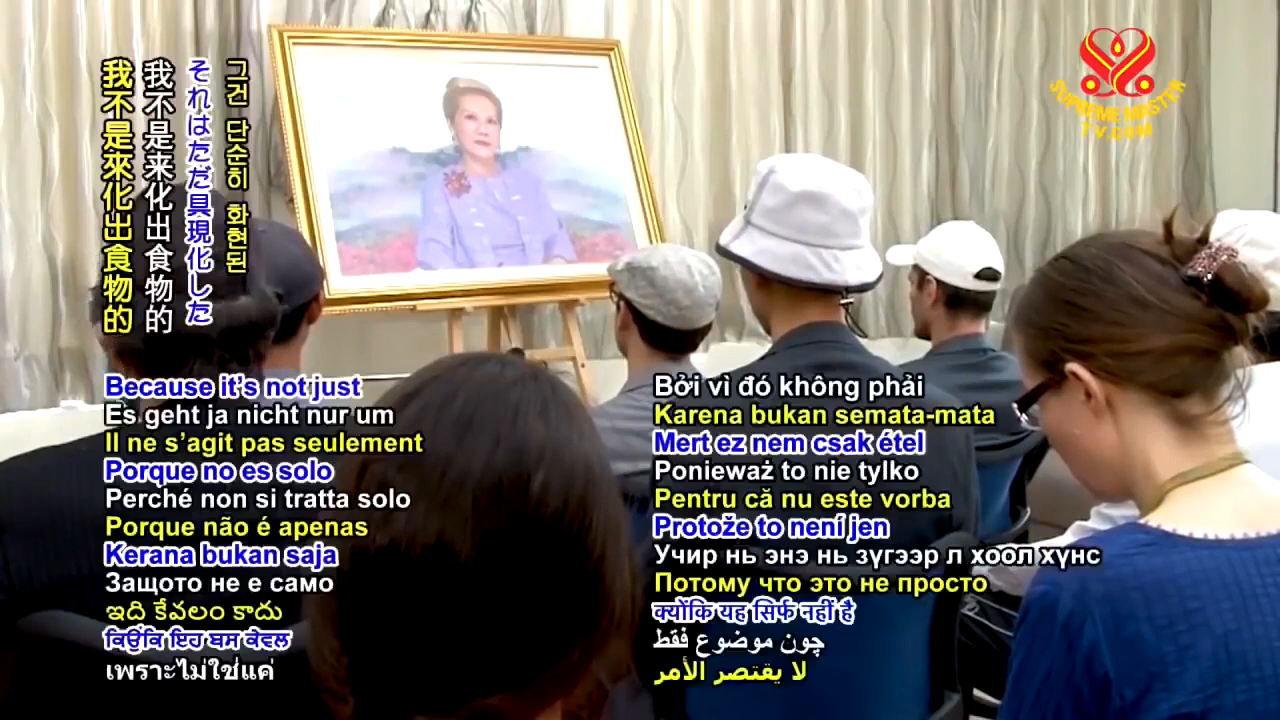 SUPREME MASTER
TV.COM
我不是來化出食物的
我不是来化出食物的
それはただ具現化した
그건 단순히 화현된
Because it's not just
Es geht ja nicht nur um
Il ne s'agit pas seulement
Porque no es solo
Perché non si tratta solo
Porque não é apenas
Kerana bukan saja
Защото не е само
ఇది కేవలం కాదు
ਕਿਉਂਕਿ ਇਹ ਬਸ ਕੇਵਲ
เพราะไม่ใช่แค่
Bởi vì đó không phải
Karena bukan semata-mata
Mert ez nem csak étel
Ponieważ to nie tylko
Pentru că nu este vorba
Protože to není jen
Учир нь энэ нь зүгээр л хоол хүнс
Потому что это не просто
क्योंकि यह सिर्फ नहीं है
چون موضوع فقط
لا يقتصر الأمر